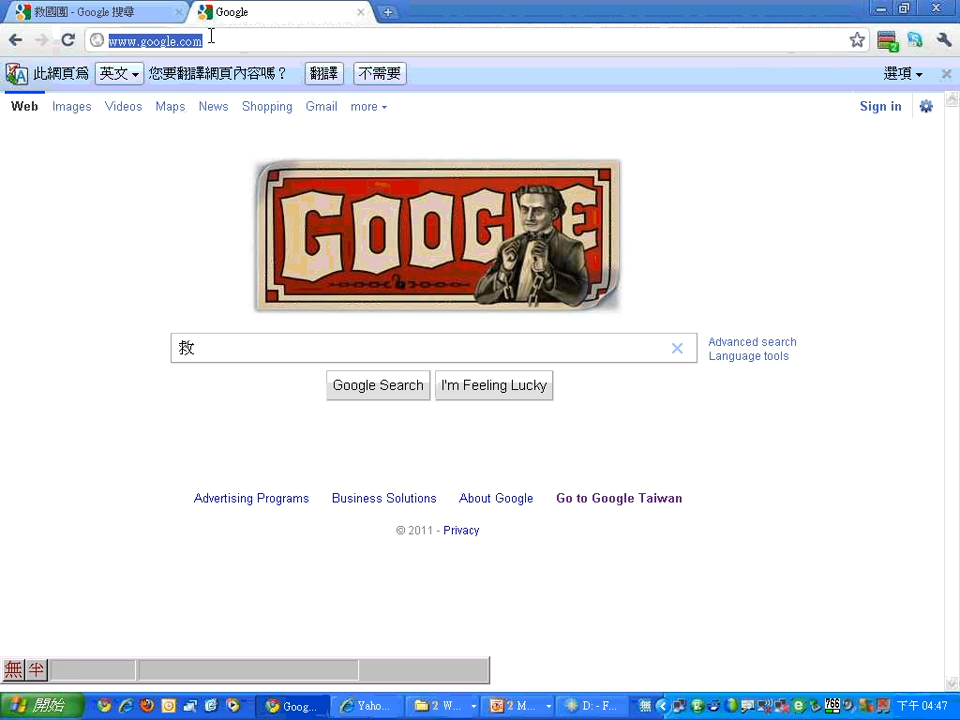 救國團 - Google 搜尋
Google
www.google.com
此網頁為 英文 您要翻譯網頁內容嗎？ 翻譯 不需要 選項
Web Images Videos Maps News Shopping Gmail more Sign in
GOOGLE
救
Advanced search
Language tools
Google Search I'm Feeling Lucky
Advertising Programs Business Solutions About Google Go to Google Taiwan
© 2011 - Privacy
無 半
開始 Goog... Yaho... 2 W... 2 M... D:- F... 無 下午 04:47